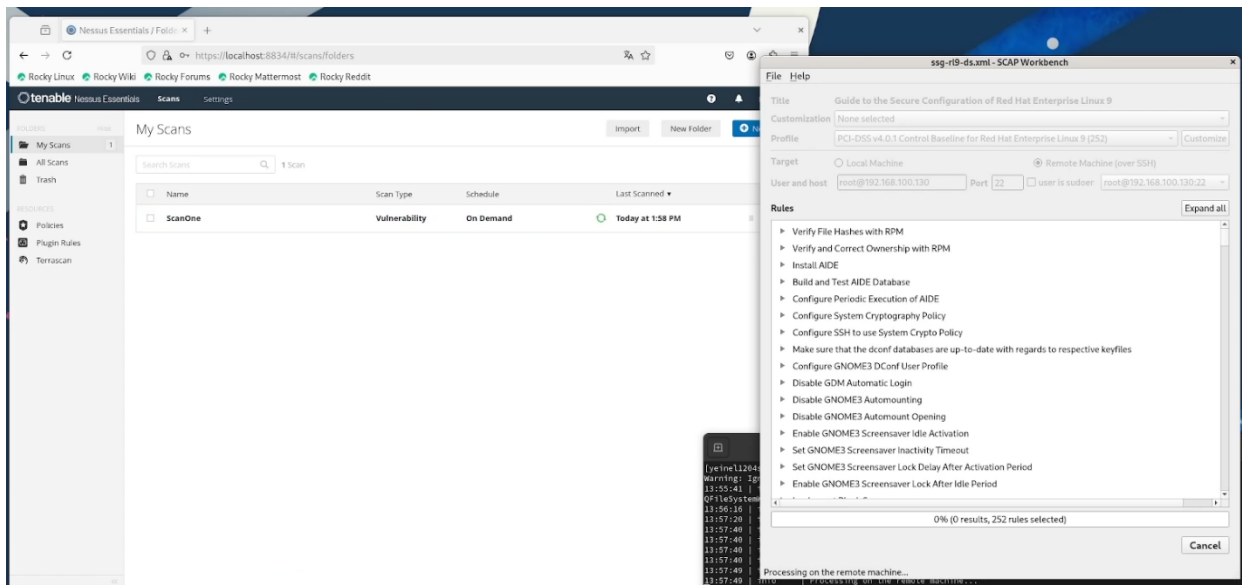 Nessus Essentials / Folde
https://localhost:8834/#/scans/folders
Rocky Linux Rocky Wiki Rocky Forums Rocky Mattermost Rocky Reddit
tenable Nessus Essentials Scans Settings
FOLDERS
My Scans 1
All Scans
Trash
RESOURCES
Policies
Plugin Rules
Terrascan
My Scans
Import New Folder
Search Scans 1 Scan
Name Scan Type Schedule Last Scanned
ScanOne Vulnerability On Demand Today at 1:58 PM
[yeinel1204
Warning:
13:55:41 |
QFileSystem
13:56:16 |
13:57:20 |
13:57:40 |
13:57:40 |
13:57:40 |
13:57:40 |
13:57:49 |
13:57:49 | info | Processing on the remote machine...
ssg-rl9-ds.xml - SCAP Workbench
File Help
Title Guide to the Secure Configuration of Red Hat Enterprise Linux 9
Customization None selected
Profile PCI-DSS v4.0.1 Control Baseline for Red Hat Enterprise Linux 9 (252) Customize
Target Local Machine Remote Machine (over SSH)
User and host root@192.168.100.130 Port 22 user is sudoer root@192.168.100.130:22
Rules Expand all
Verify File Hashes with RPM
Verify and Correct Ownership with RPM
Install AIDE
Build and Test AIDE Database
Configure Periodic Execution of AIDE
Configure System Cryptography Policy
Configure SSH to use System Crypto Policy
Make sure that the dconf databases are up-to-date with regards to respective keyfiles
Configure GNOME3 DConf User Profile
Disable GDM Automatic Login
Disable GNOME3 Automounting
Disable GNOME3 Automount Opening
Enable GNOME3 Screensaver Idle Activation
Set GNOME3 Screensaver Inactivity Timeout
Set GNOME3 Screensaver Lock Delay After Activation Period
Enable GNOME3 Screensaver Lock After Idle Period
0% (0 results, 252 rules selected)
Cancel
Processing on the remote machine...